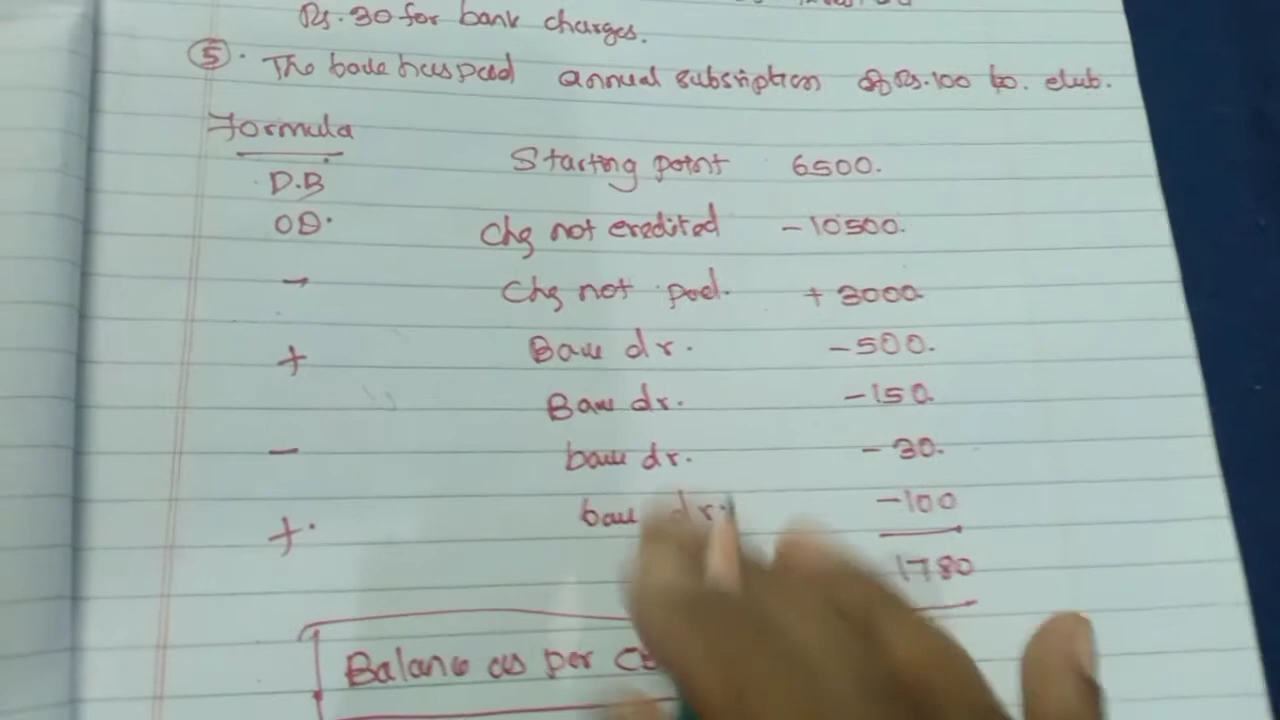 Rs. 30 for bank charges.
⑤. The bank has paid annual subsription of Rs. 100 to. club.
Formula
D.B Starting point 6500.
OD. Chq not credited - 10500.
- Chq not paid. + 3000
+ Bank dr. - 500.
Bank dr. - 150.
- bank dr. - 30.
+. bank dr. - 100
1780
Balance as per